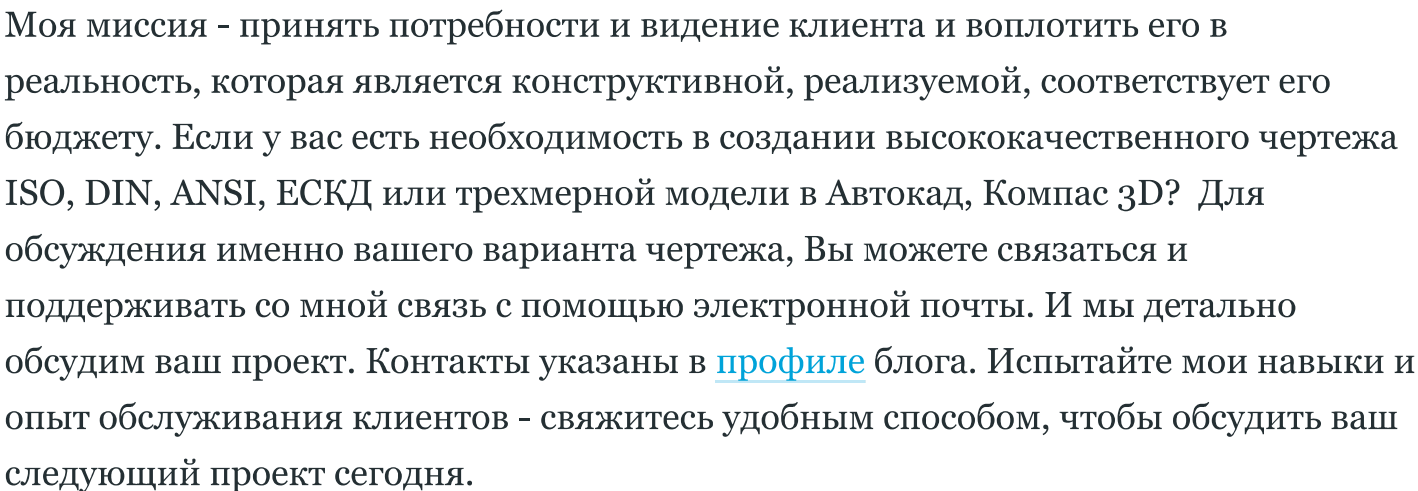 Моя миссия - принять потребности и видение клиента и воплотить его в
реальность, которая является конструктивной, реализуемой, соответствует его
бюджету. Если у вас есть необходимость в создании высококачественного чертежа
ISO, DIN, ANSI, ЕСКД или трехмерной модели в Автокад, Компас 3D?  Для
обсуждения именно вашего варианта чертежа, Вы можете связаться и
поддерживать со мной связь с помощью электронной почты. И мы детально
обсудим ваш проект. Контакты указаны в профиле блога. Испытайте мои навыки и
опыт обслуживания клиентов - свяжитесь удобным способом, чтобы обсудить ваш
следующий проект сегодня.